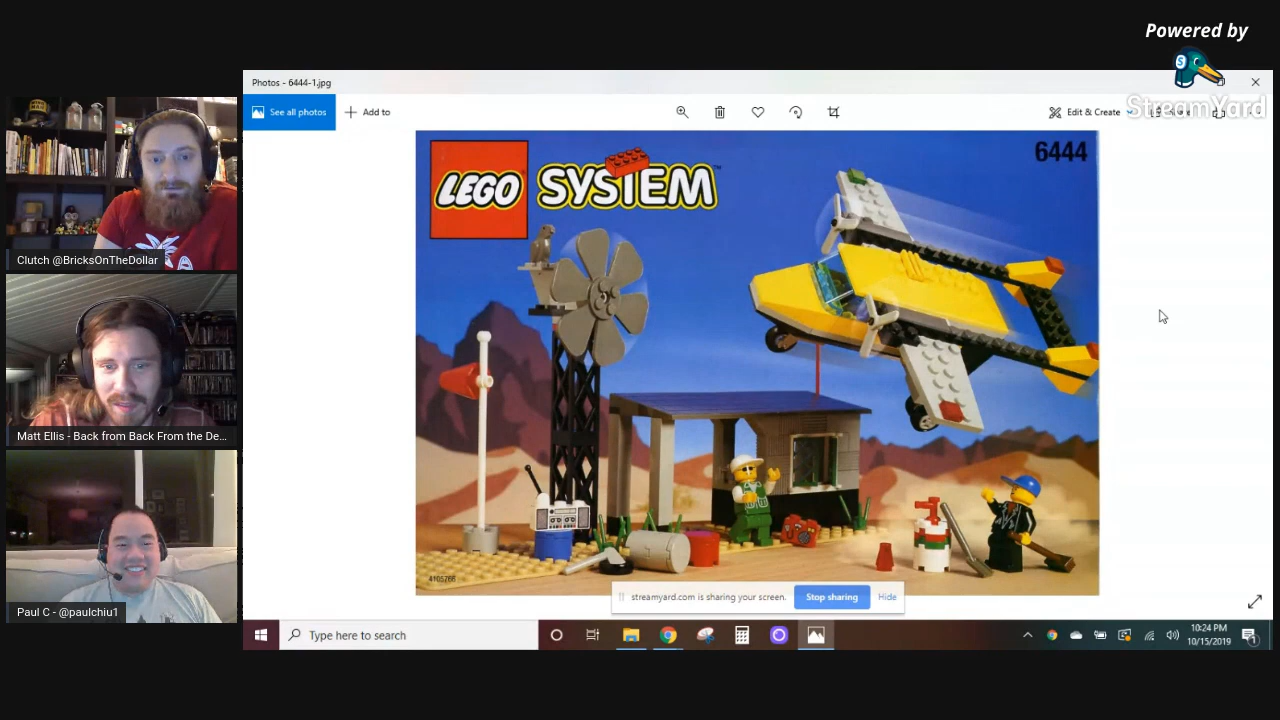 Powered by
StreamYard
Photos - 6444-1.jpg
See all photos
Add to
Edit & Create
LEGO SYSTEM™
6444
4105766
Clutch @BricksOnTheDollar
Matt Ellis - Back from Back From the De...
Paul C - @paulchiu1
streamyard.com is sharing your screen.
Stop sharing
Hide
Type here to search
10:24 PM
10/15/2019